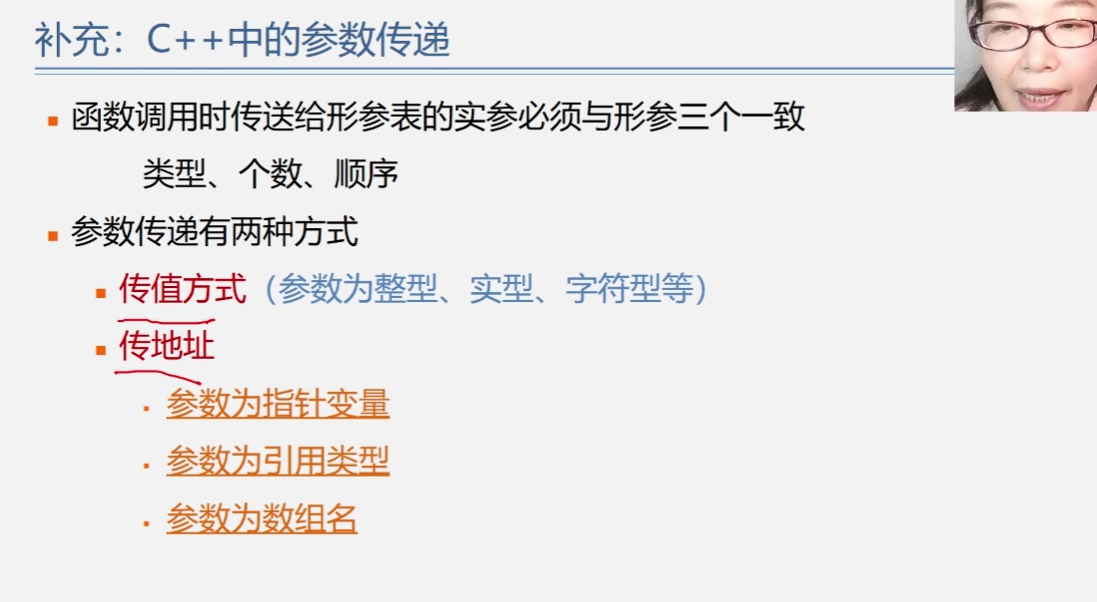 补充：C++中的参数传递
函数调用时传送给形参表的实参必须与形参三个一致
类型、个数、顺序
参数传递有两种方式
传值方式（参数为整型、实型、字符型等）
传地址
参数为指针变量
参数为引用类型
参数为数组名